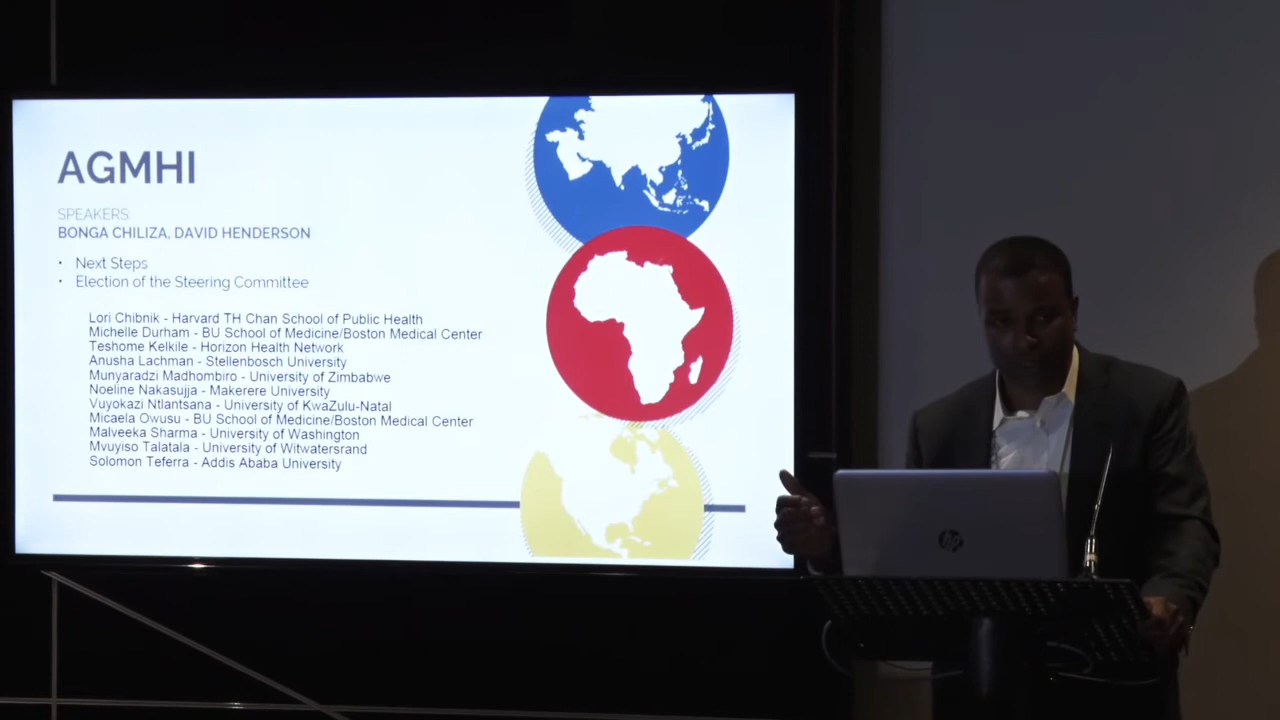 AGMHI
SPEAKERS:
BONGA CHILIZA, DAVID HENDERSON
• Next Steps
• Election of the Steering Committee
Lori Chibnik - Harvard TH Chan School of Public Health
Michelle Durham - BU School of Medicine/Boston Medical Center
Teshome Kelkile - Horizon Health Network
Anusha Lachman - Stellenbosch University
Munyaradzi Madhombiro - University of Zimbabwe
Noeline Nakasujja - Makerere University
Vuyokazi Ntlantsana - University of KwaZulu-Natal
Micaela Owusu - BU School of Medicine/Boston Medical Center
Malveeka Sharma - University of Washington
Mvuyiso Talatala - University of Witwatersrand
Solomon Teferra - Addis Ababa University
hp